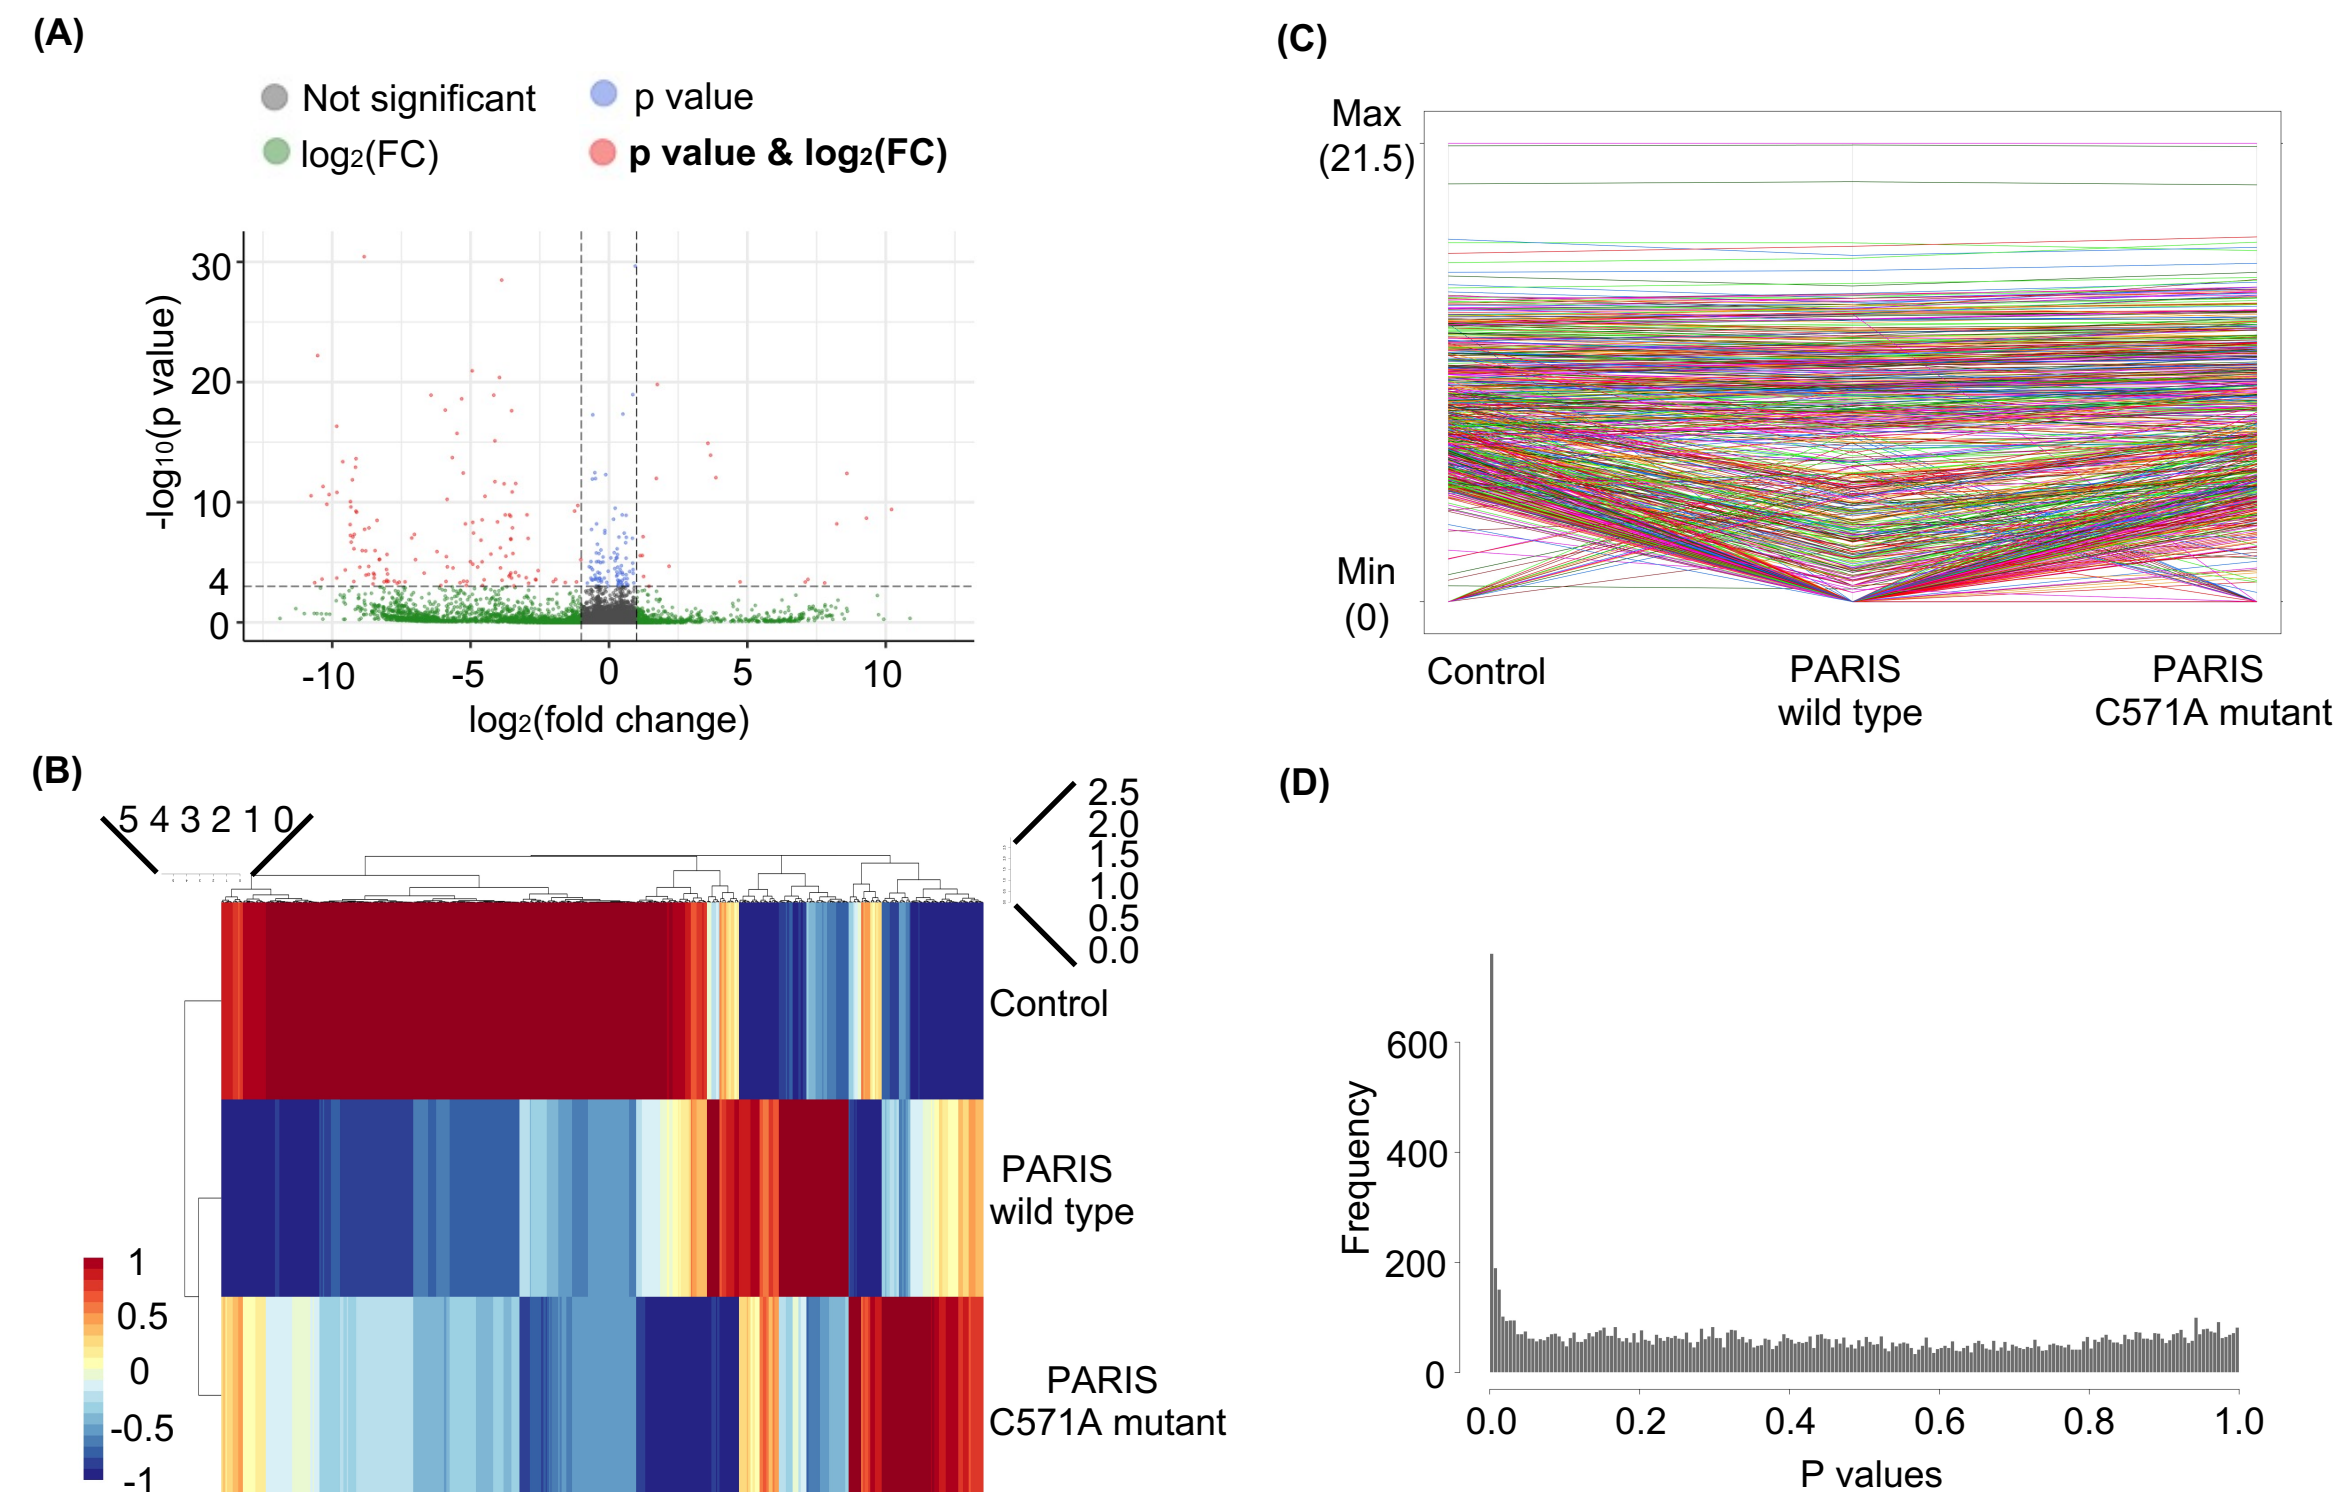 (A)
Not significant
p value
log2(FC)
p value & log2(FC)
30
20
10
4
0
-log10(p value)
-10 -5 0 5 10
log2(fold change)
(B)
5 4 3 2 1 0
2.5
2.0
1.5
1.0
0.5
0.0
Control
PARIS
wild type
PARIS
C571A mutant
1
0.5
0
-0.5
-1
(C)
Max
(21.5)
Min
(0)
Control
PARIS
wild type
PARIS
C571A mutant
(D)
600
400
200
0
Frequency
0.0 0.2 0.4 0.6 0.8 1.0
P values